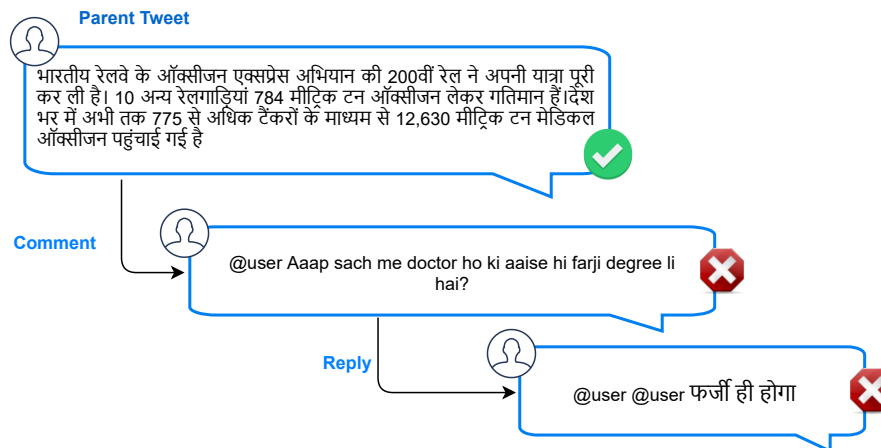 Parent Tweet
भारतीय रेलवे के ऑक्सीजन एक्सप्रेस अभियान की 200वीं रेल ने अपनी यात्रा पूरी
कर ली है। 10 अन्य रेलगाड़ियां 784 मीट्रिक टन ऑक्सीजन लेकर गतिमान हैं।देश
भर में अभी तक 775 से अधिक टैंकरों के माध्यम से 12,630 मीट्रिक टन मेडिकल
ऑक्सीजन पहुंचाई गई है
Comment
@user Aaap sach me doctor ho ki aaise hi farji degree li
hai?
Reply
@user @user फर्जी ही होगा